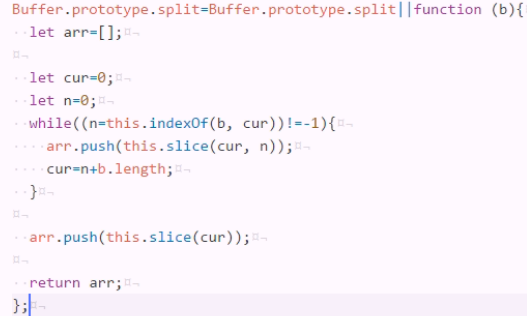 Buffer.prototype.split=Buffer.prototype.split||function (b){
  let arr=[];

  let cur=0;
  let n=0;
  while((n=this.indexOf(b, cur))!=-1){
    arr.push(this.slice(cur, n));
    cur=n+b.length;
  }

  arr.push(this.slice(cur));

  return arr;
};